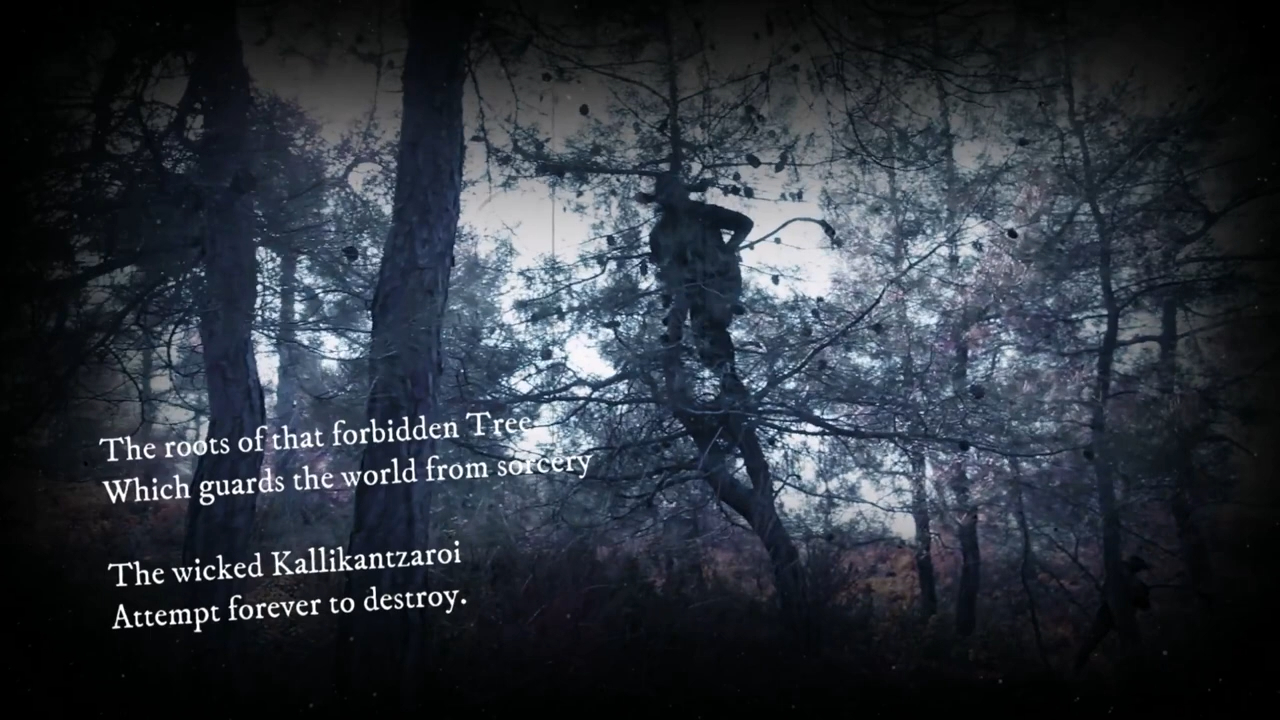 The roots of that forbidden Tree
Which guards the world from sorcery
The wicked Kallikantzaroi
Attempt forever to destroy.